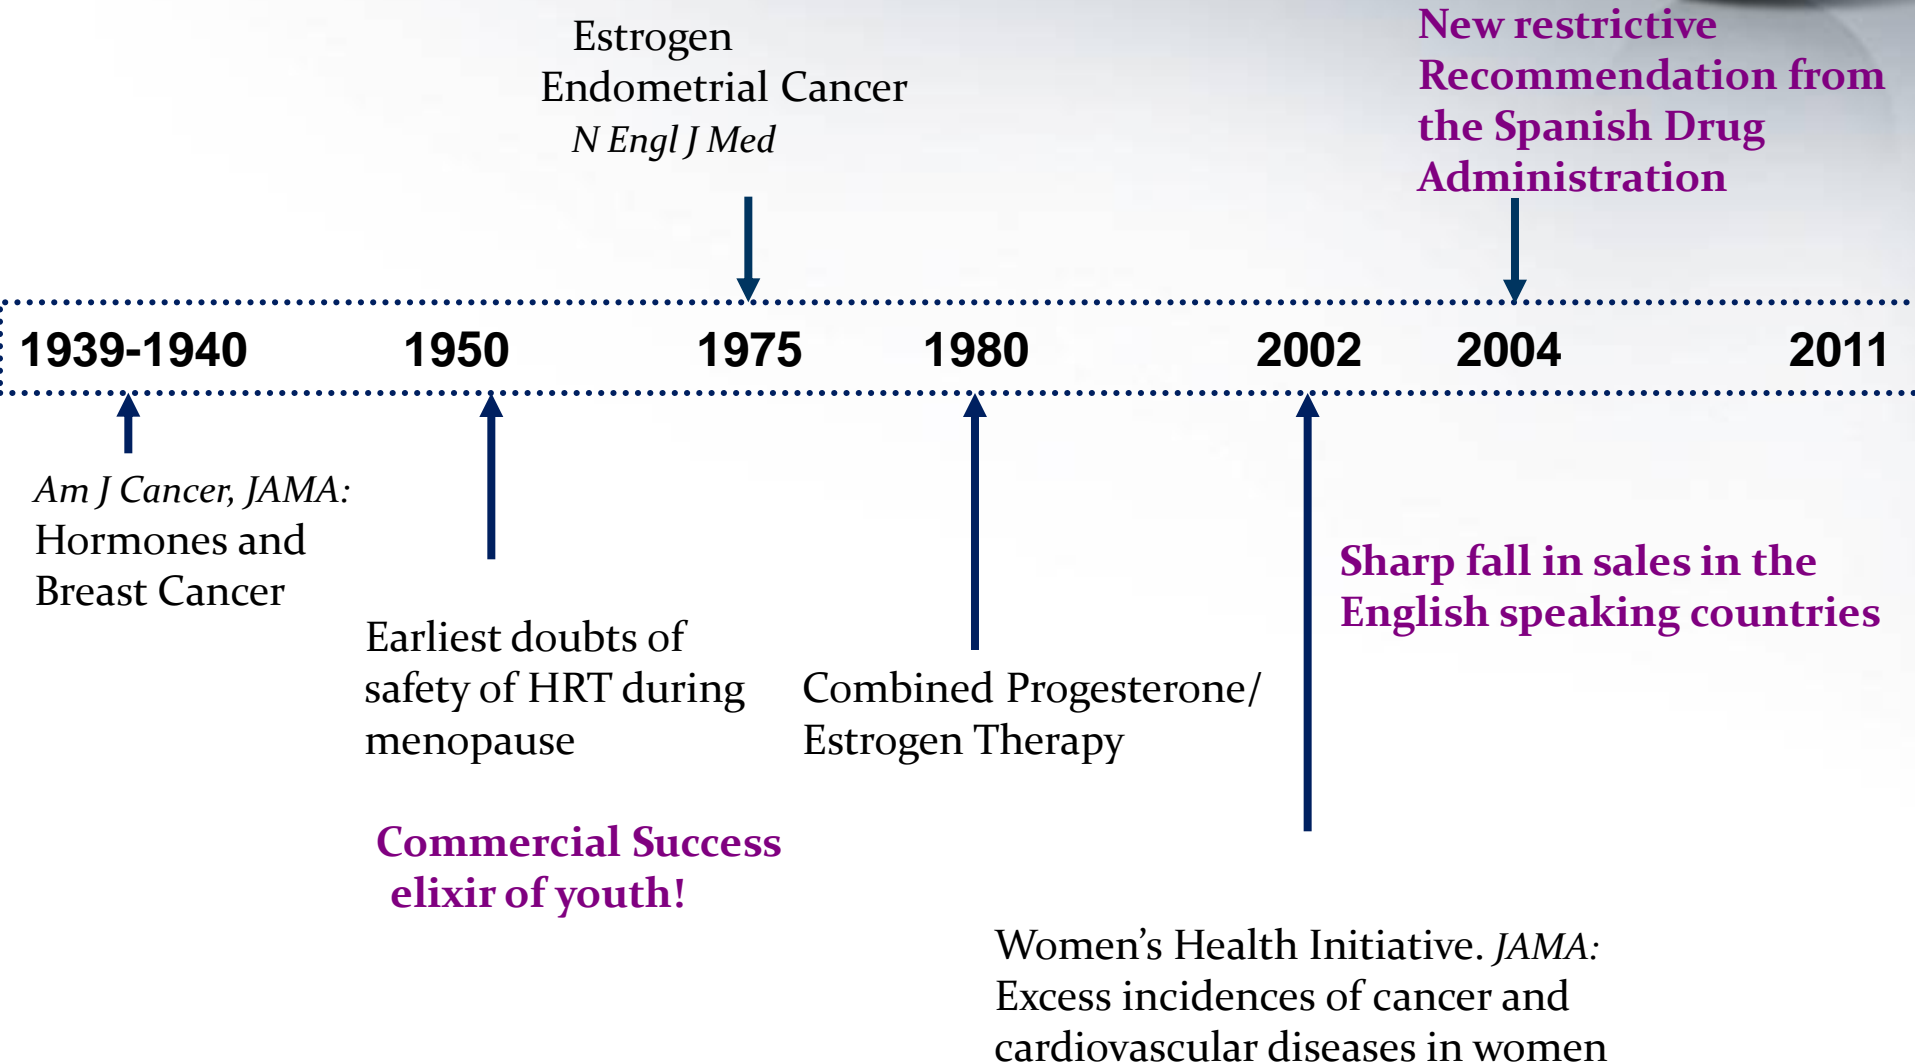 Estrogen
Endometrial Cancer
N Engl J Med
New restrictive
Recommendation from
the Spanish Drug
Administration
1939-1940 1950 1975 1980 2002 2004 2011
Am J Cancer, JAMA:
Hormones and
Breast Cancer
Earliest doubts of
safety of HRT during
menopause
Commercial Success
elixir of youth!
Combined Progesterone/
Estrogen Therapy
Sharp fall in sales in the
English speaking countries
Women’s Health Initiative. JAMA:
Excess incidences of cancer and
cardiovascular diseases in women